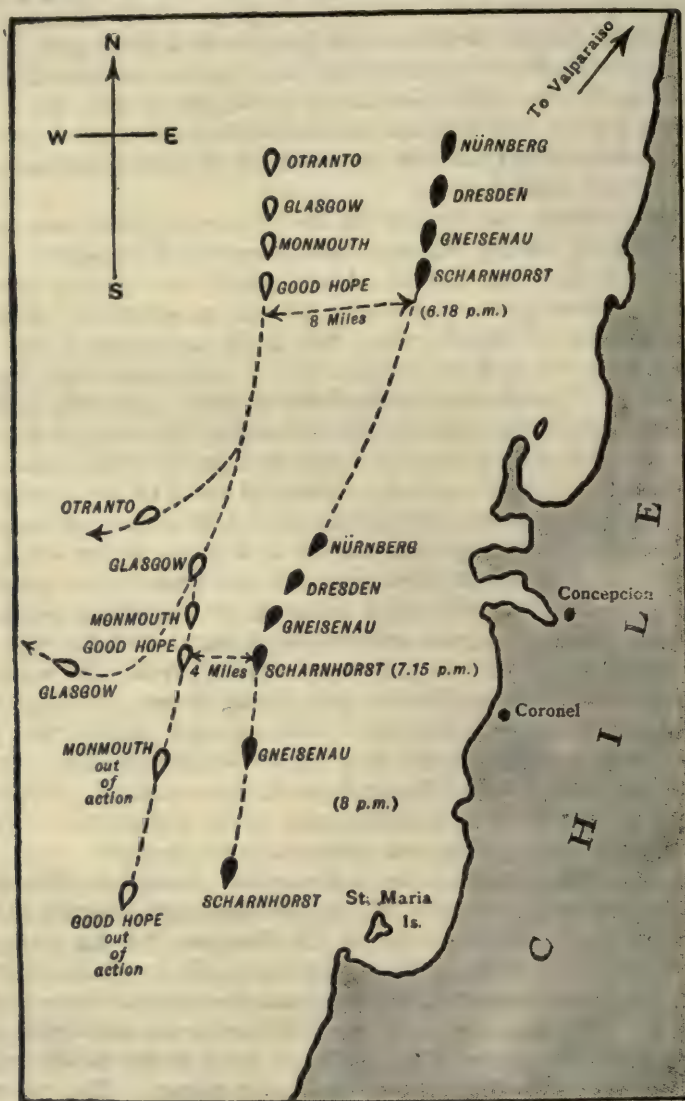 N
W E
S
To Valparaiso
OTRANTO
NÜRNBERG
GLASGOW
DRESDEN
MONMOUTH
GNEISENAU
GOOD HOPE
SCHARNHORST
8 Miles
(6.18 p.m.)
OTRANTO
GLASGOW
NÜRNBERG
DRESDEN
MONMOUTH
GNEISENAU
GOOD HOPE
4 Miles
SCHARNHORST (7.15 p.m.)
GLASGOW
Concepcion
Coronel
MONMOUTH
out
of
action
GNEISENAU
(8 p.m.)
SCHARNHORST
St. Maria
Is.
GOOD HOPE
out
of
action
CHILE